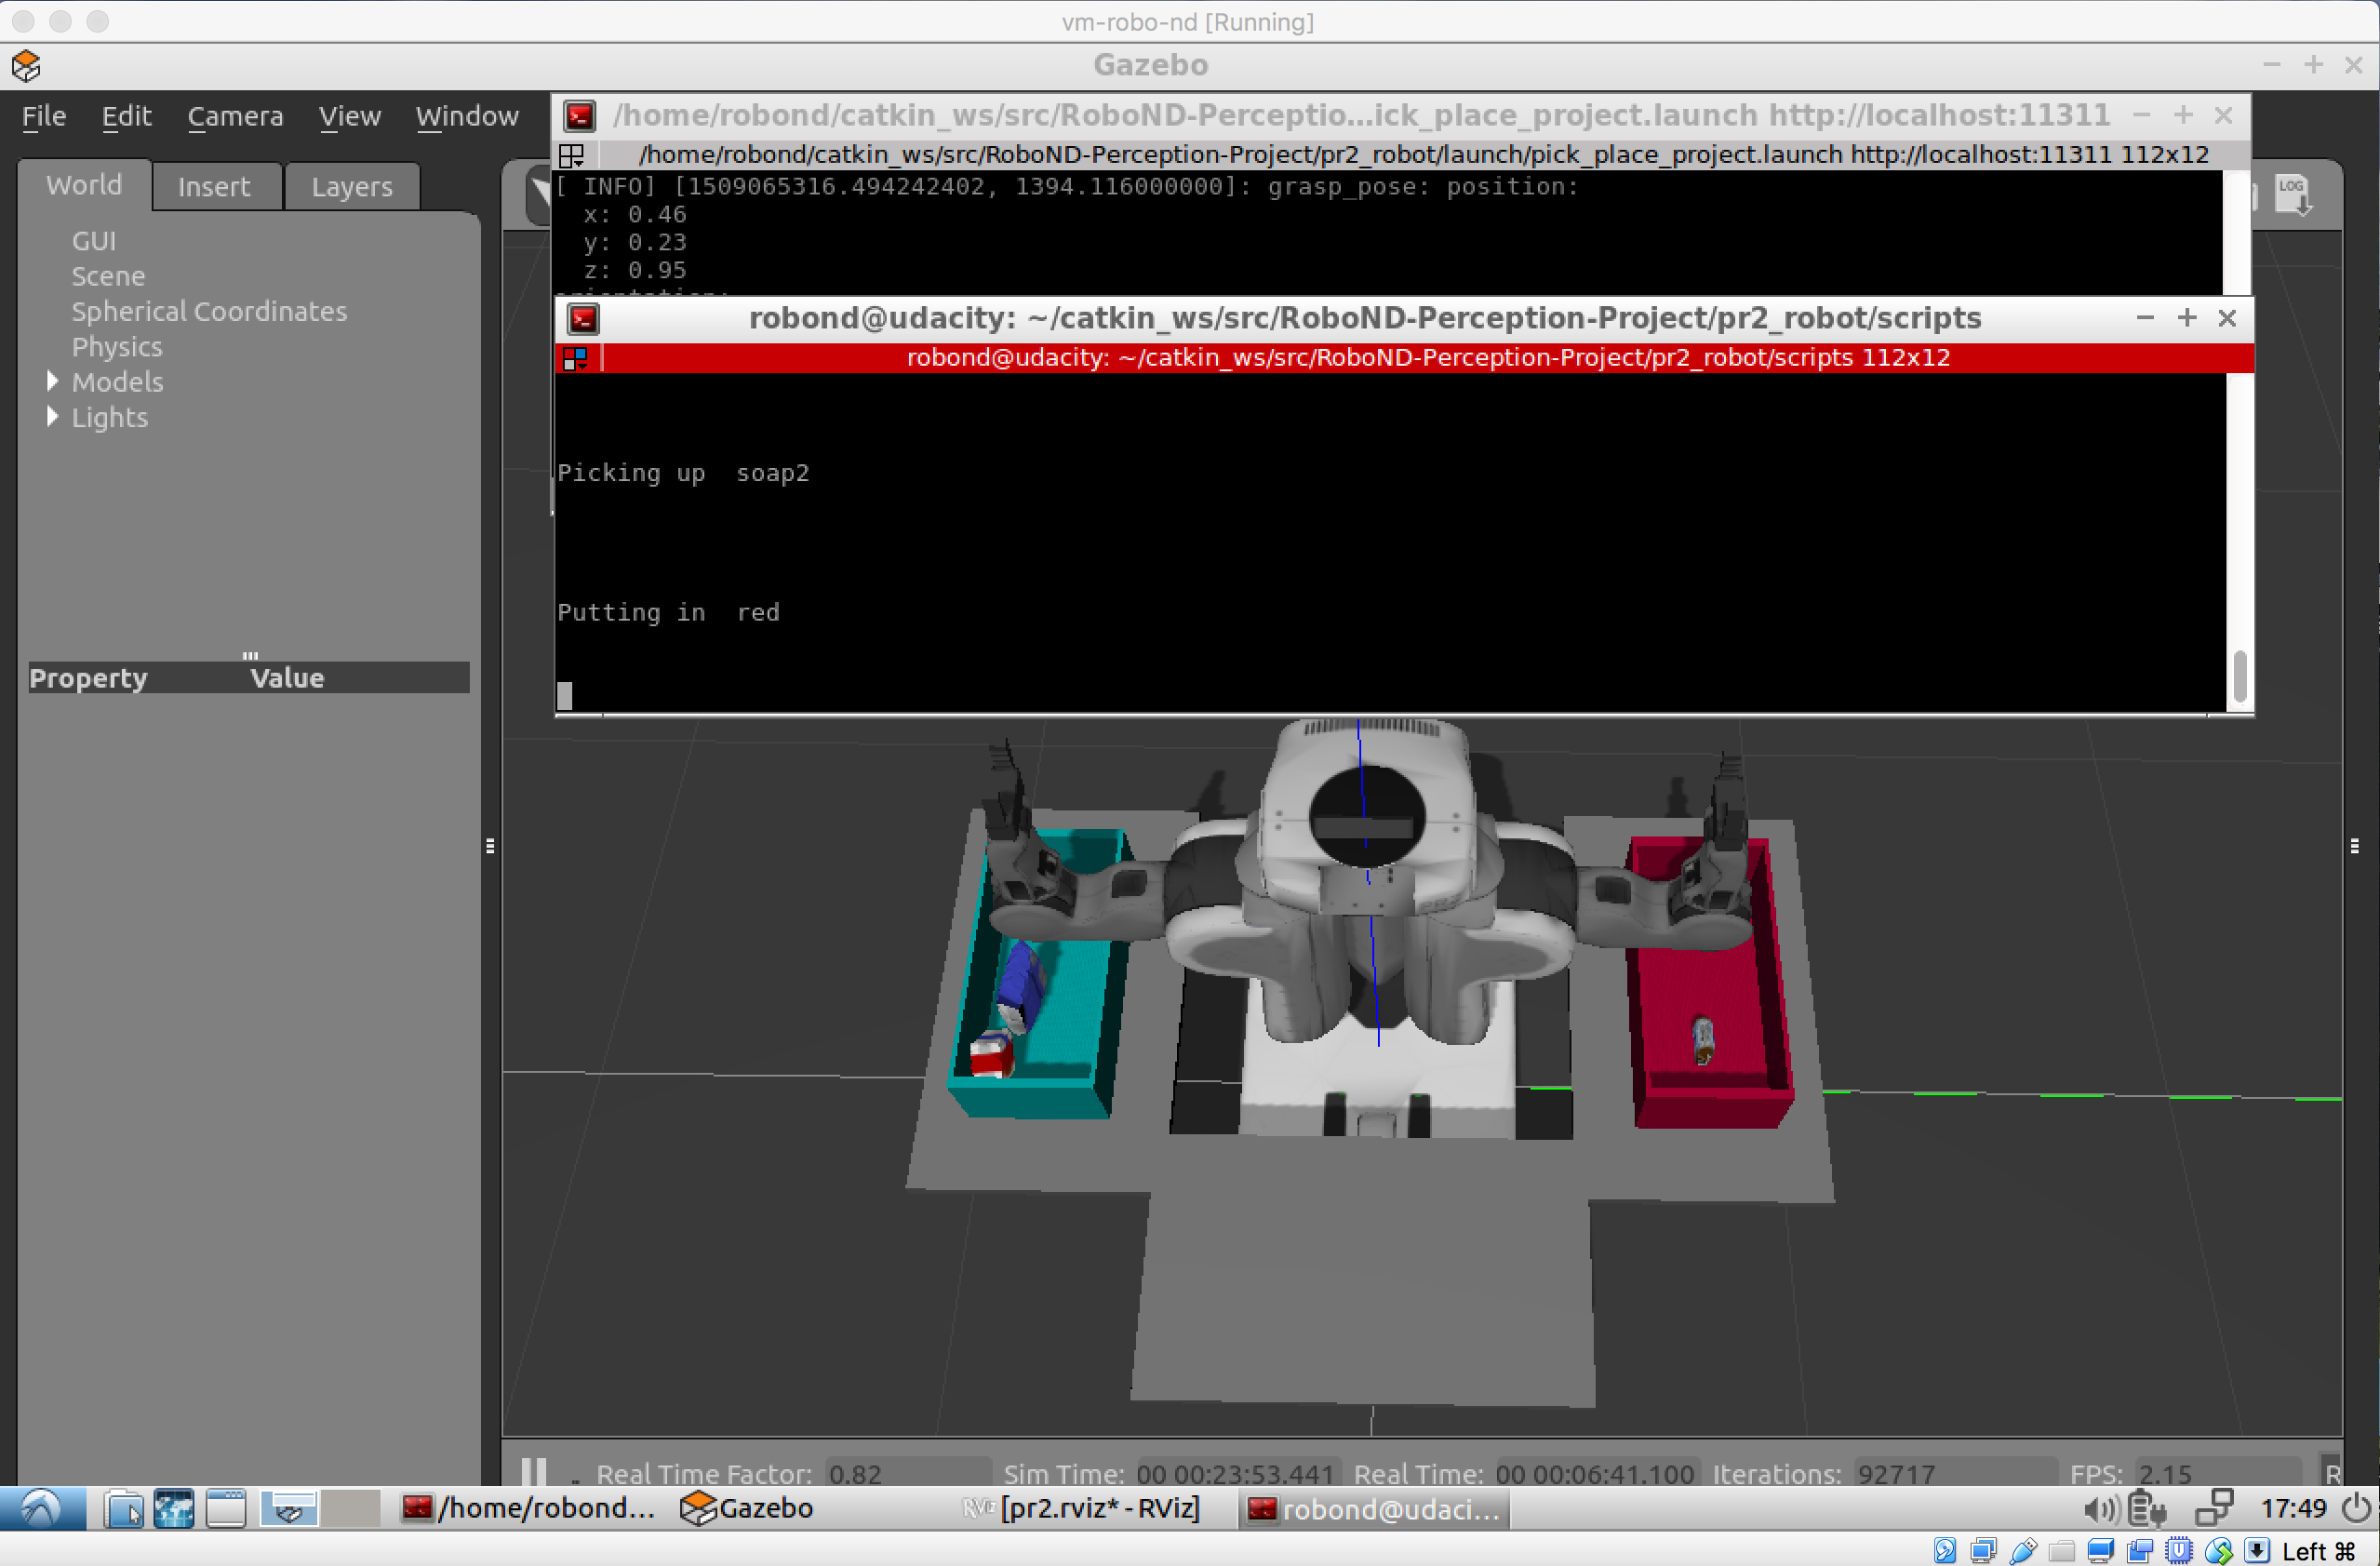 vm-robo-nd [Running]
Gazebo
File Edit Camera View Window
/home/robond/catkin_ws/src/RoboND-Perceptio...ick_place_project.launch http://localhost:11311
/home/robond/catkin_ws/src/RoboND-Perception-Project/pr2_robot/launch/pick_place_project.launch http://localhost:11311 112x12
World Insert Layers
LOG
[ INFO] [1509065316.494242402, 1394.116000000]: grasp_pose: position:
x: 0.46
y: 0.23
z: 0.95
GUI
Scene
Spherical Coordinates
Physics
Models
Lights
robond@udacity: ~/catkin_ws/src/RoboND-Perception-Project/pr2_robot/scripts
robond@udacity: ~/catkin_ws/src/RoboND-Perception-Project/pr2_robot/scripts 112x12
Picking up  soap2
Putting in  red
Property Value
Real Time Factor: 0.82 Sim Time: 00 00:23:53.441 Real Time: 00 00:06:41.100 Iterations: 92717 FPS: 2.15 R
/home/robond... Gazebo RViz [pr2.rviz* - RViz] robond@udaci... 17:49
Left ⌘